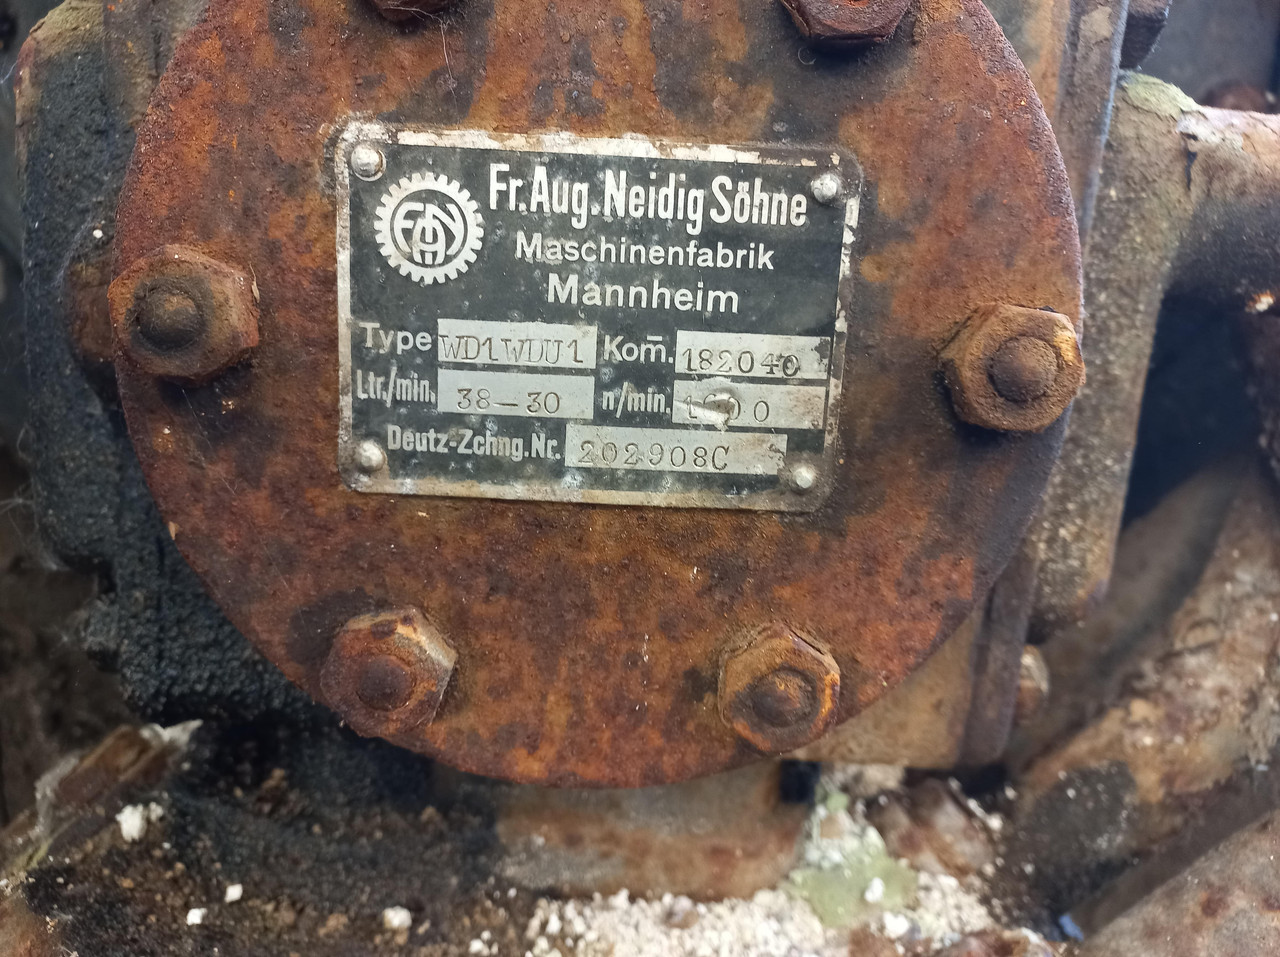 FANS
Fr. Aug. Neidig Söhne
Maschinenfabrik
Mannheim
Type WD1WDU1 Kom. 182040
Ltr./min. 38-30 n/min.
Deutz-Zchng.Nr. 202908C